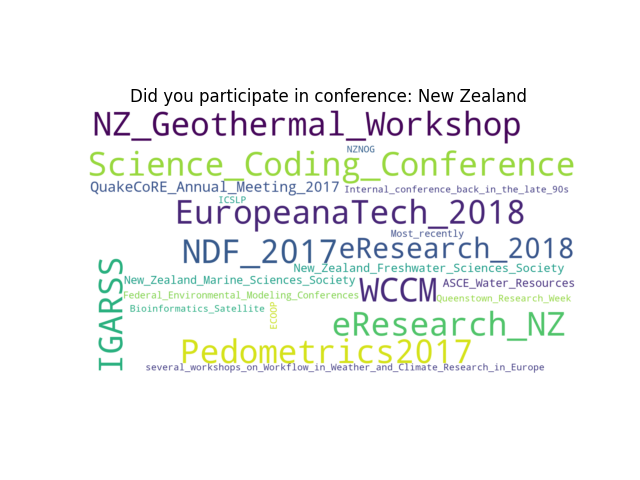 Did you participate in conference: New Zealand
NZ_Geothermal_Workshop
NZNOG
Science_Coding_Conference
QuakeCoRE_Annual_Meeting_2017
Internal_conference_back_in_the_late_90s
ICSLP
EuropeanaTech_2018
Most_recently
NDF_2017
eResearch_2018
New_Zealand_Freshwater_Sciences_Society
New_Zealand_Marine_Sciences_Society
WCCM
ASCE_Water_Resources
Federal_Environmental_Modeling_Conferences
Queenstown_Research_Week
Bioinformatics_Satellite
ECOOP
IGARSS
eResearch_NZ
Pedometrics2017
several_workshops_on_Workflow_in_Weather_and_Climate_Research_in_Europe